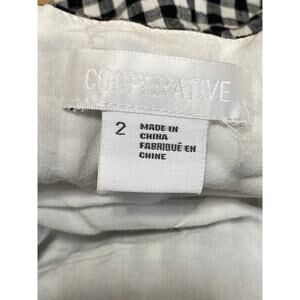 COOPERATIVE
2 MADE IN
CHINA
FABRIQUÉ EN
CHINE